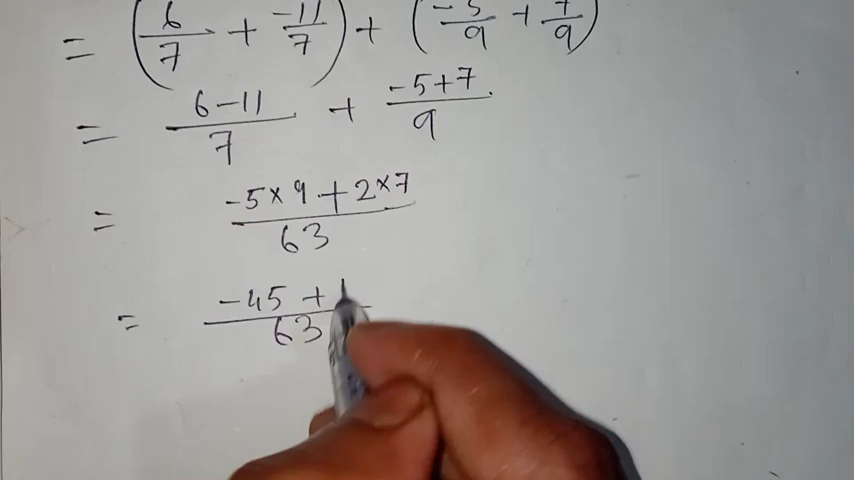 = (6/7 + -11/7) + (-5/9 + 7/9)
= 6-11/7 + -5+7/9
= -5×9+2×7/63
= -45 + 1/63